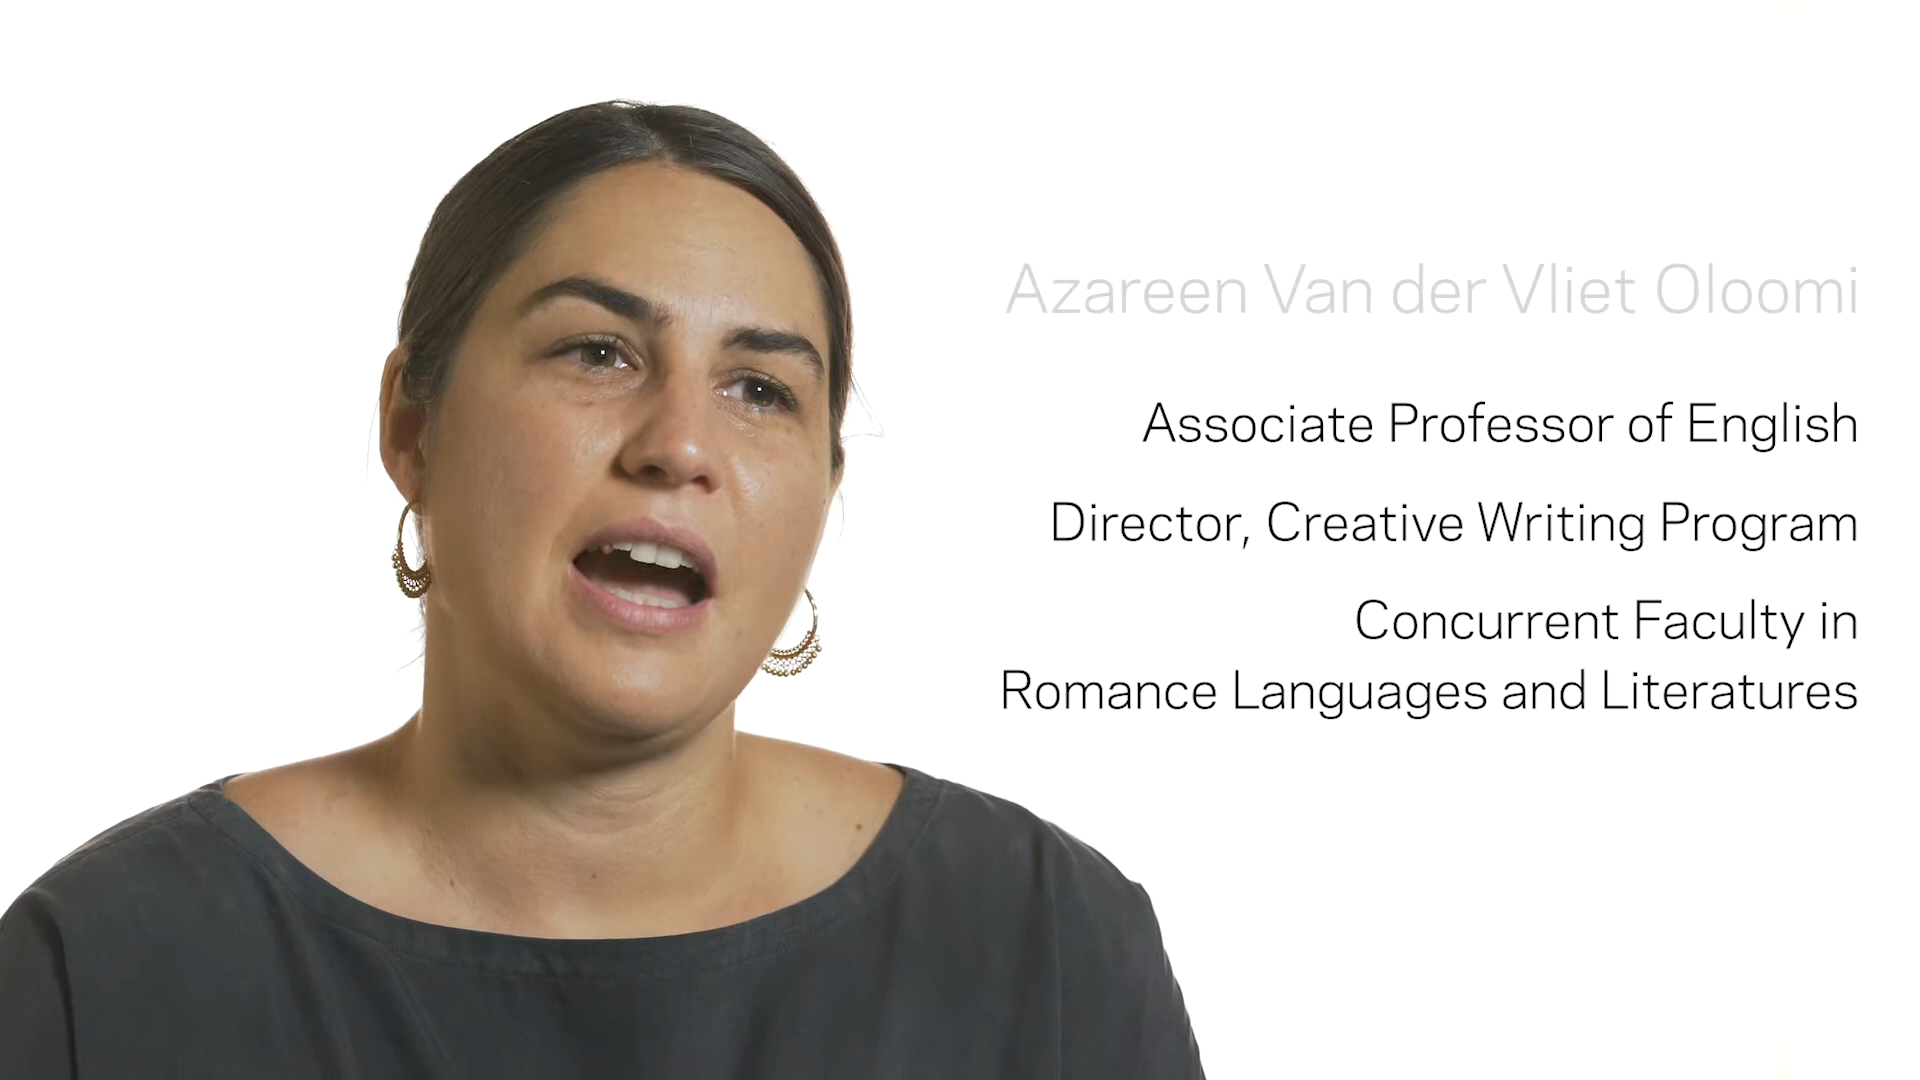 Azareen Van der Vliet Oloomi
Associate Professor of English
Director, Creative Writing Program
Concurrent Faculty in
Romance Languages and Literatures